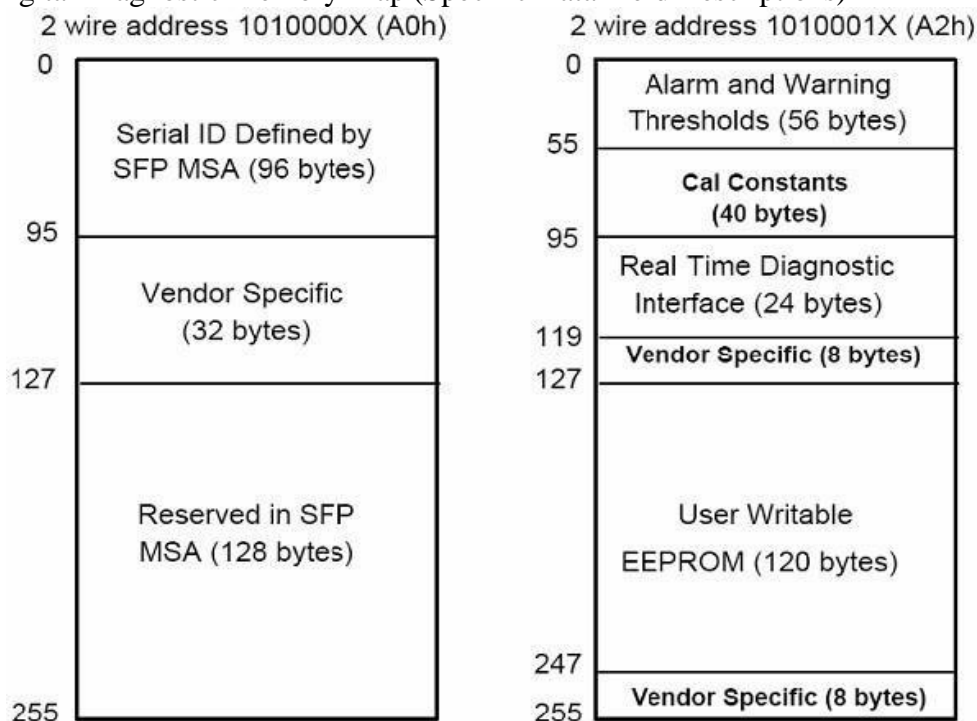 2 wire address 1010000X (A0h)
0
Serial ID Defined by
SFP MSA (96 bytes)
95
Vendor Specific
(32 bytes)
127
Reserved in SFP
MSA (128 bytes)
255
2 wire address 1010001X (A2h)
0
Alarm and Warning
Thresholds (56 bytes)
55
Cal Constants
(40 bytes)
95
Real Time Diagnostic
Interface (24 bytes)
119
Vendor Specific (8 bytes)
127
User Writable
EEPROM (120 bytes)
247
Vendor Specific (8 bytes)
255